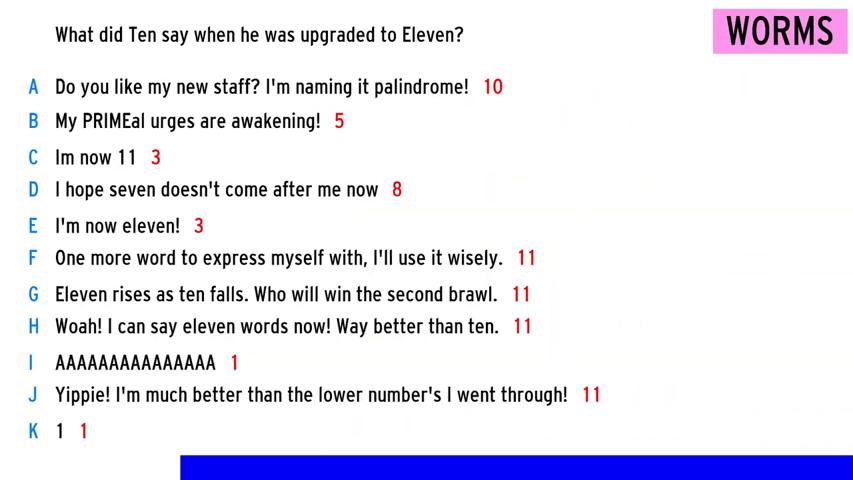 What did Ten say when he was upgraded to Eleven?
WORMS
A Do you like my new staff? I'm naming it palindrome! 10
B My PRIMEal urges are awakening! 5
C Im now 11 3
D I hope seven doesn't come after me now 8
E I'm now eleven! 3
F One more word to express myself with, I'll use it wisely. 11
G Eleven rises as ten falls. Who will win the second brawl. 11
H Woah! I can say eleven words now! Way better than ten. 11
I AAAAAAAAAAAAAAA 1
J Yippie! I'm much better than the lower number's I went through! 11
K 1 1